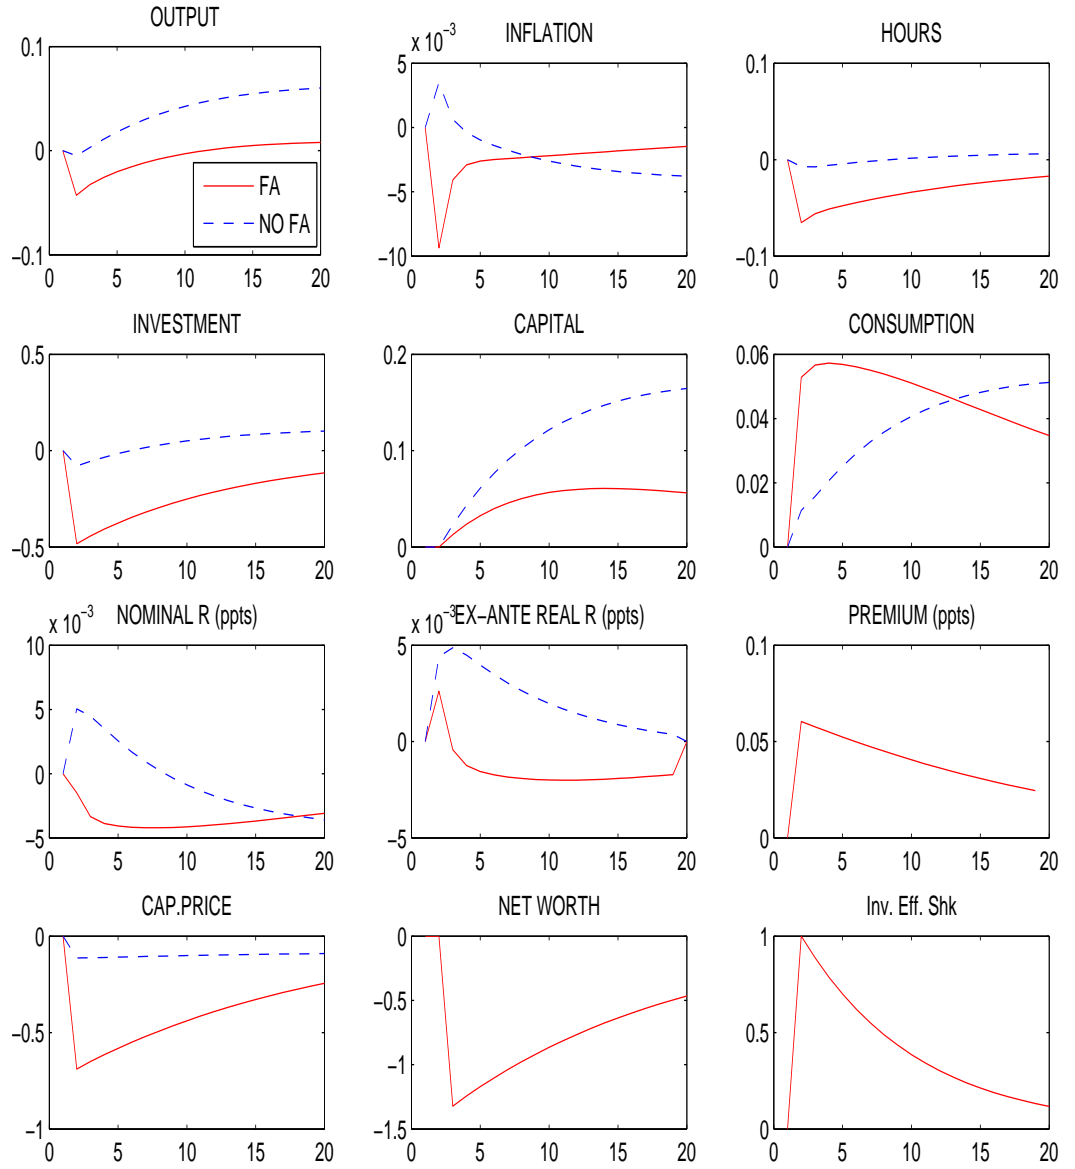 OUTPUT
0.1
0
−0.1
0 5 10 15 20
FA
NO FA
INFLATION
x 10−3
5
0
−5
−10
0 5 10 15 20
HOURS
0.1
0
−0.1
0 5 10 15 20
INVESTMENT
0.5
0
−0.5
0 5 10 15 20
CAPITAL
0.2
0.1
0
0 5 10 15 20
CONSUMPTION
0.06
0.04
0.02
0
0 5 10 15 20
NOMINAL R (ppts)
x 10−3
10
5
0
−5
0 5 10 15 20
EX−ANTE REAL R (ppts)
x 10−3
5
0
−5
0 5 10 15 20
PREMIUM (ppts)
0.1
0.05
0
0 5 10 15 20
CAP.PRICE
0
−0.5
−1
0 5 10 15 20
NET WORTH
0
−0.5
−1
−1.5
0 5 10 15 20
Inv. Eff. Shk
1
0.5
0
0 5 10 15 20